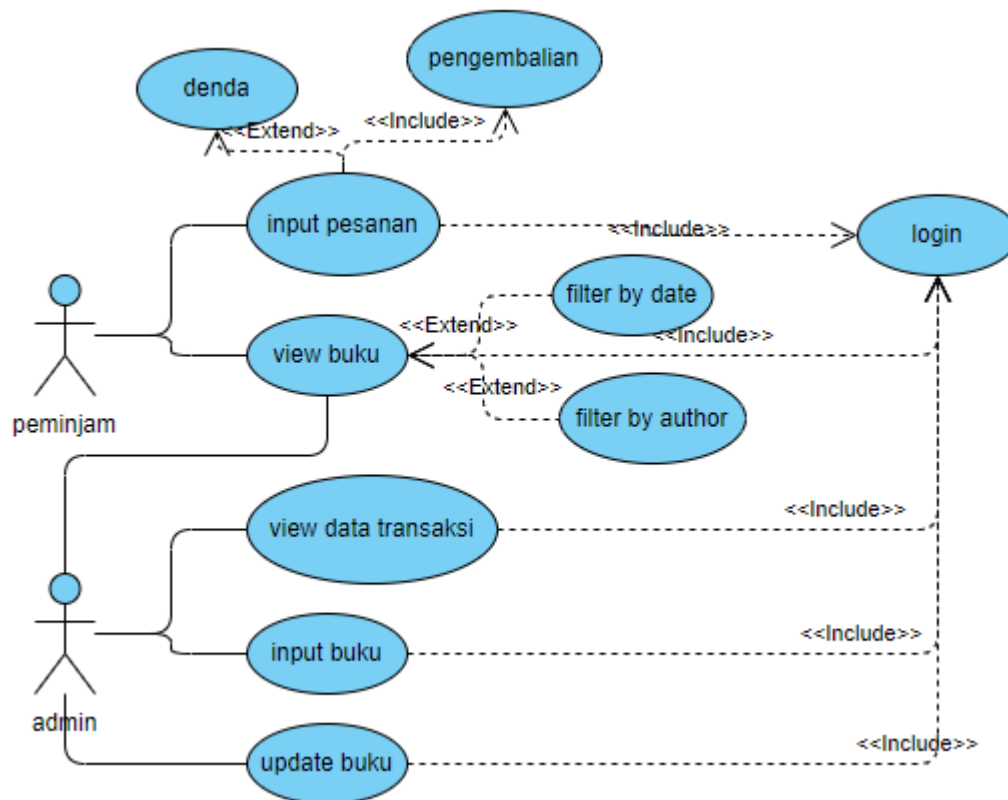 pengembalian
denda
<<Extend>>
<<Include>>
input pesanan
<<Include>>
login
filter by date
<<Extend>>
<<Include>>
view buku
<<Extend>>
filter by author
peminjam
view data transaksi
<<Include>>
input buku
<<Include>>
admin
update buku
<<Include>>